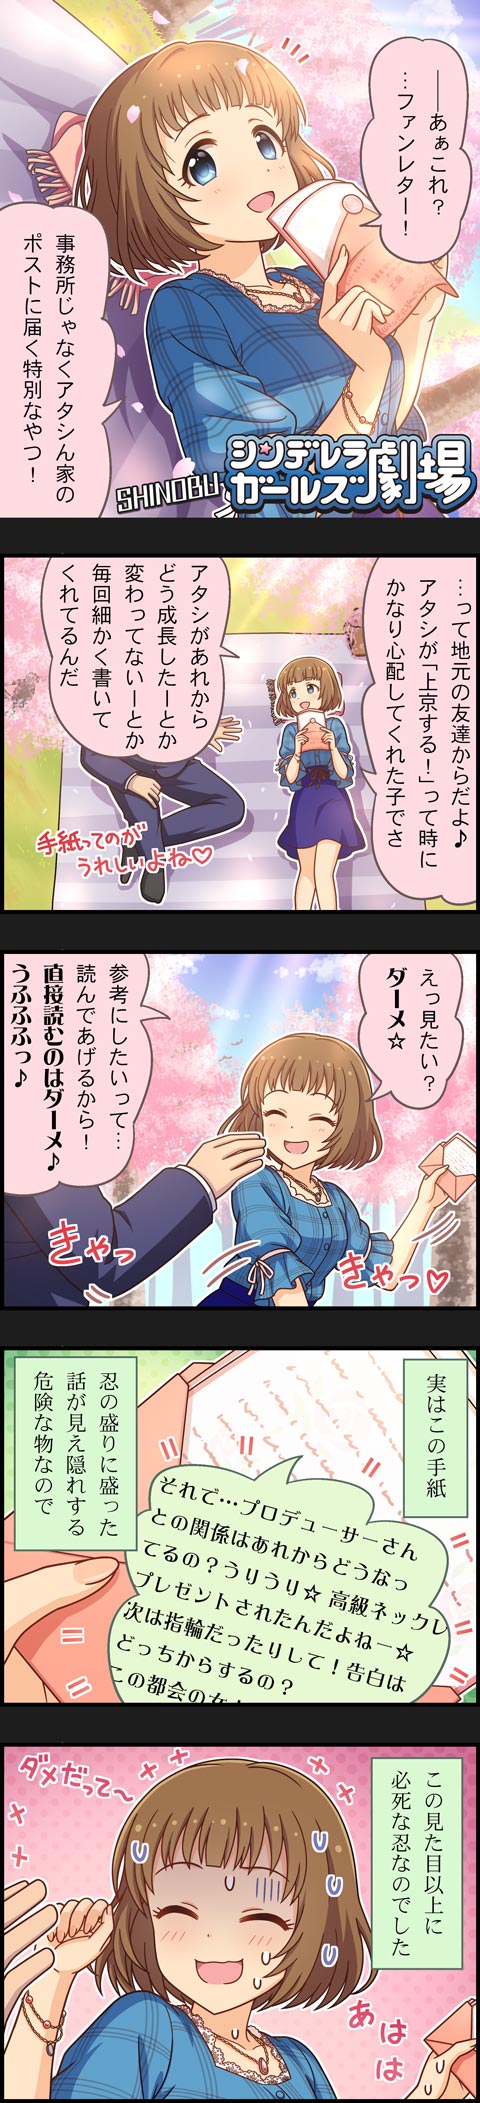 ――あぁこれ？
…ファンレター！
事務所じゃなくアタシん家の
ポストに届く特別なやつ！
SHINOBU
シンデレラ
ガールズ劇場
…って地元の友達からだよ♪
アタシが「上京する！」って時に
かなり心配してくれた子でさ
アタシがあれから
どう成長したーとか
変わってないーとか
毎回細かく書いて
くれてるんだ
手紙ってのが
うれしいよね♡
えっ見たい？
ダーメ☆
参考にしたいって…
読んであげるから！
直接読むのはダーメ♪
うふふふっ♪
きゃっ
きゃっ♡
実はこの手紙
それで…プロデューサーさん
との関係はあれからどうなっ
てるの？うりうり☆高級ネックレ
プレゼントされたんだよねー☆
次は指輪だったりして！告白は
どっちからするの？
この都会の女
忍の盛りに盛った
話が見え隠れする
危険な物なので
この見た目以上に
必死な忍なのでした
ダメだって〜
あはは